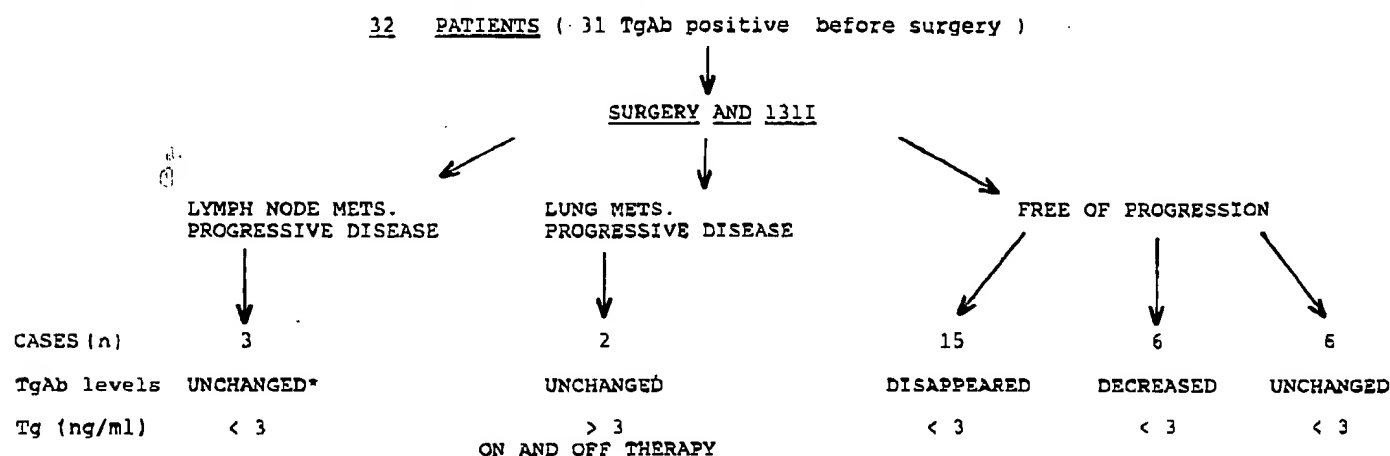 32 PATIENTS ( 31 TgAb positive before surgery )
SURGERY AND 131I
LYMPH NODE METS.
PROGRESSIVE DISEASE
LUNG METS.
PROGRESSIVE DISEASE
FREE OF PROGRESSION
CASES (n) 3 2 15 6 6
TgAb levels UNCHANGED* UNCHANGED DISAPPEARED DECREASED UNCHANGED
Tg (ng/ml) < 3 > 3 < 3 < 3 < 3
ON AND OFF THERAPY